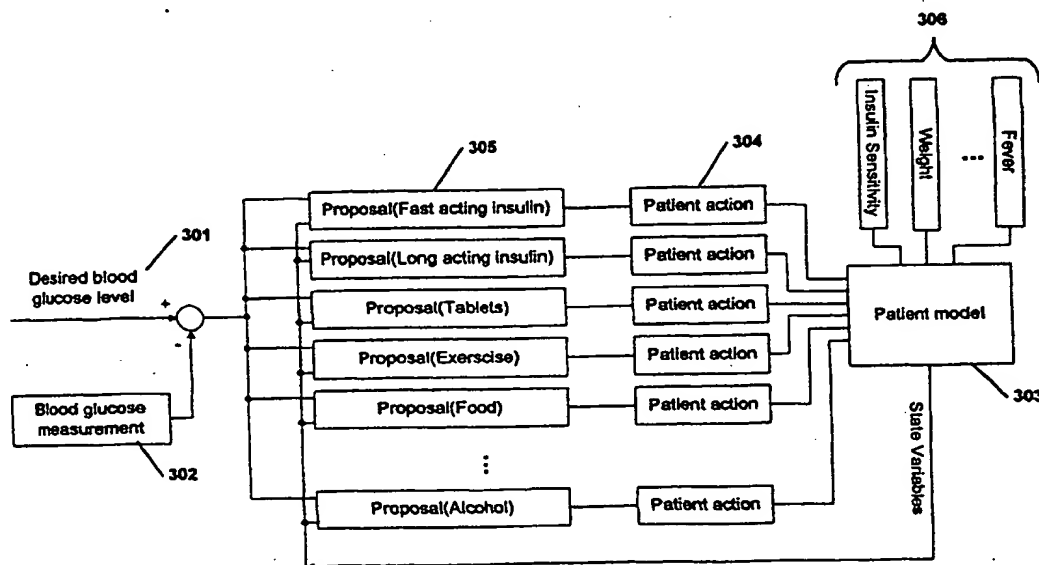 306
Insulin Sensitivity
Weight
...
Fever
305
304
Proposal(Fast acting insulin)
Patient action
301
Desired blood
glucose level
+
-
Proposal(Long acting insulin)
Patient action
Proposal(Tablets)
Patient action
Patient model
Proposal(Exerscise)
Patient action
303
Blood glucose
measurement
302
Proposal(Food)
Patient action
State Variables
...
Proposal(Alcohol)
Patient action